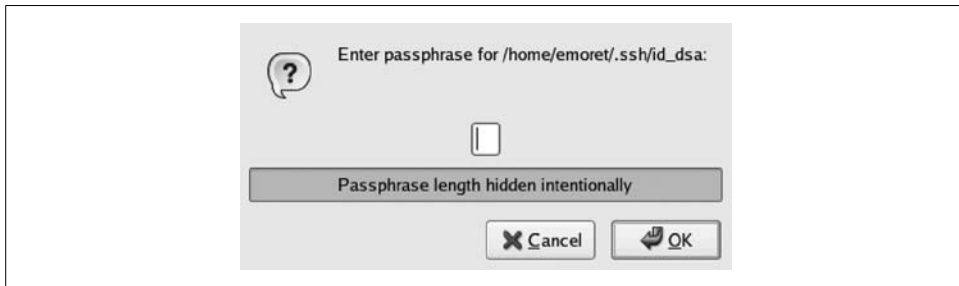 Enter passphrase for /home/emoret/.ssh/id_dsa:
?
Passphrase length hidden intentionally
Cancel
OK